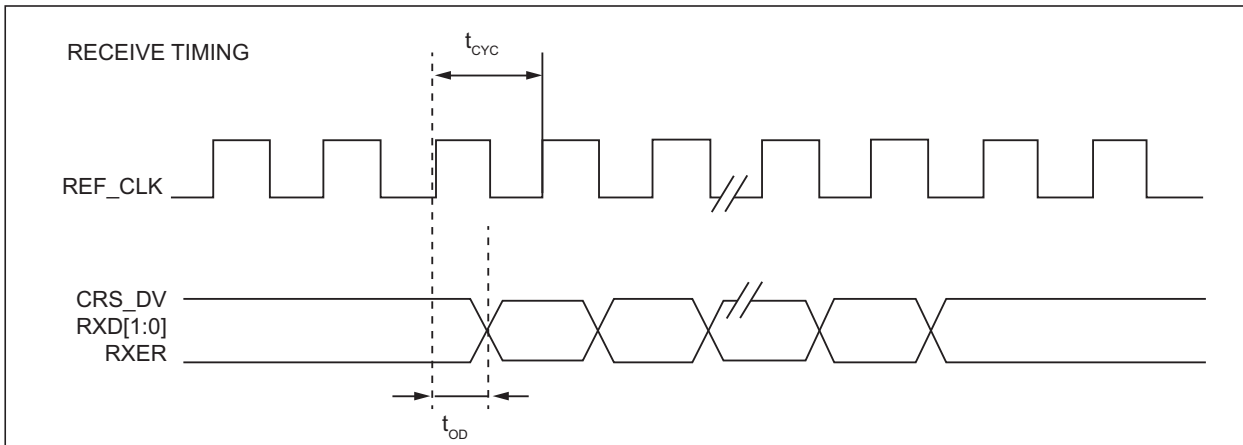 RECEIVE TIMING
tCYC
REF_CLK
CRS_DV
RXD[1:0]
RXER
tOD